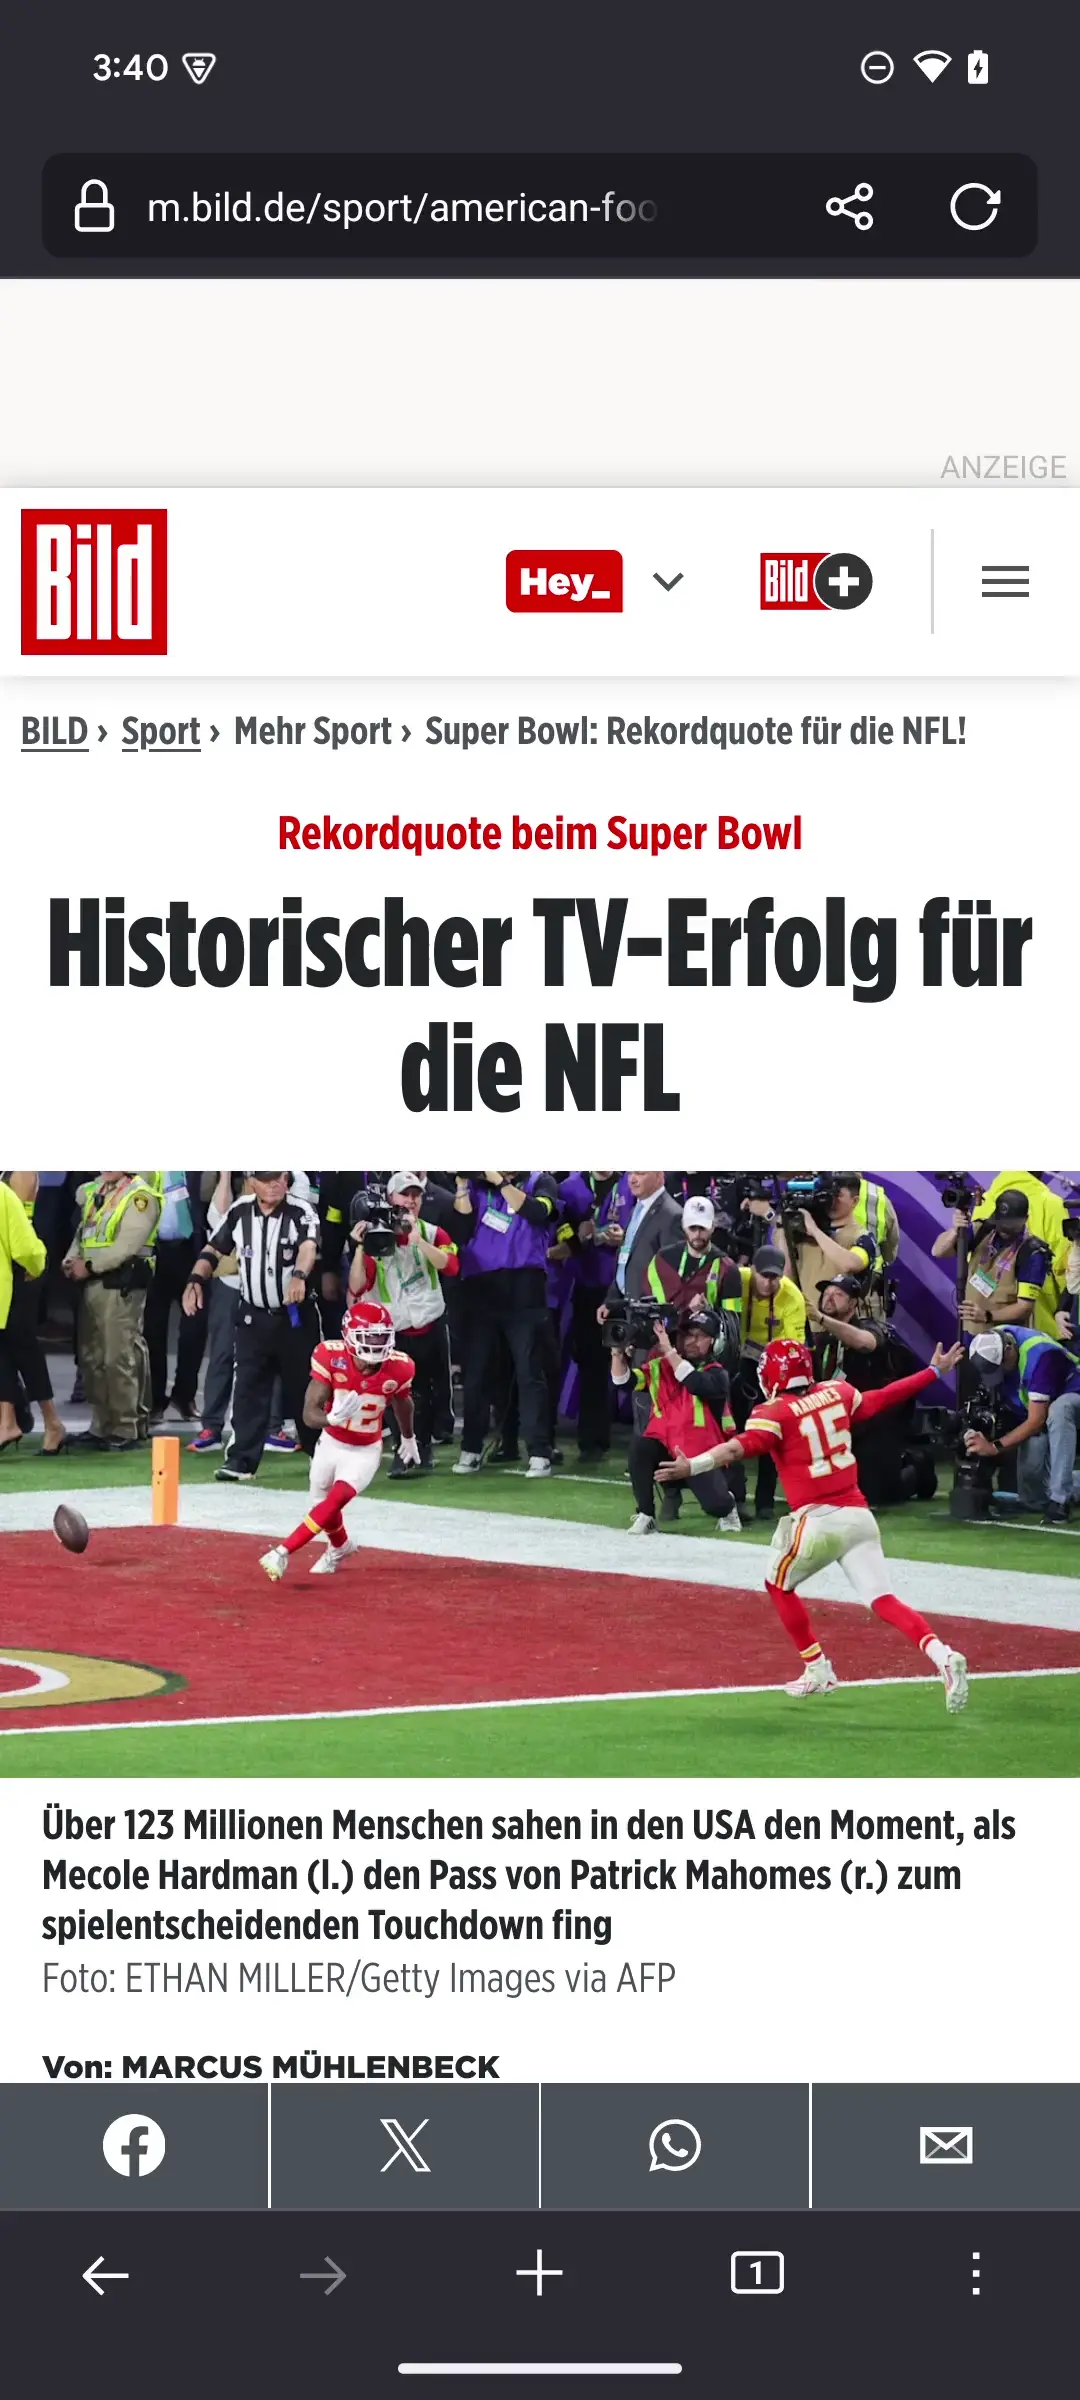 3:40
m.bild.de/sport/american-foo
ANZEIGE
Bild
Hey_
Bild +
BILD › Sport › Mehr Sport › Super Bowl: Rekordquote für die NFL!
Rekordquote beim Super Bowl
Historischer TV-Erfolg für
die NFL
12
MAHOMES
15
Über 123 Millionen Menschen sahen in den USA den Moment, als
Mecole Hardman (l.) den Pass von Patrick Mahomes (r.) zum
spielentscheidenden Touchdown fing
Foto: ETHAN MILLER/Getty Images via AFP
Von: MARCUS MÜHLENBECK
1